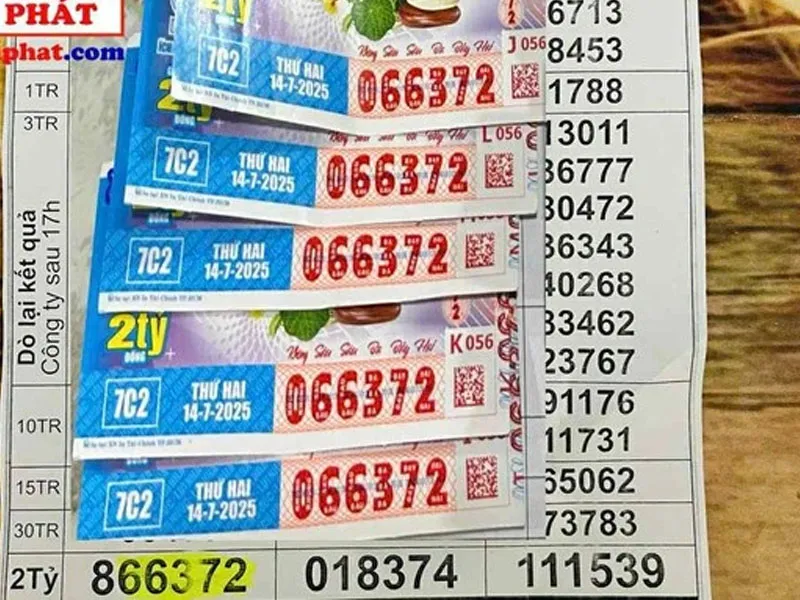 PHÁT
phat.com
1TR
3TR
Dò lại kết quả
Công ty sau 17h
10TR
15TR
30TR
2Tỷ
7C2
THỨ HAI
14-7-2025
066372
J 056
7C2
THỨ HAI
14-7-2025
066372
L 056
7C2
THỨ HAI
14-7-2025
066372
2tỷ
ĐỒNG
K 056
7C2
THỨ HAI
14-7-2025
066372
7C2
THỨ HAI
14-7-2025
066372
6713
8453
1788
13011
36777
30472
36343
40268
33462
23767
91176
11731
65062
73783
866372
018374
111539